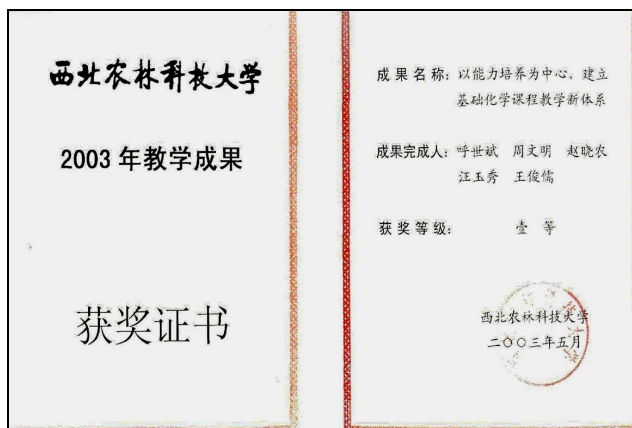 西北农林科技大学
2003 年教学成果
获奖证书
成果名称：以能力培养为中心、建立
基础化学课程教学新体系
成果完成人：呼世斌 周文明 赵晓农
汪玉秀 王俊儒
获奖等级： 壹 等
西北农林科技大学
二〇〇三年五月